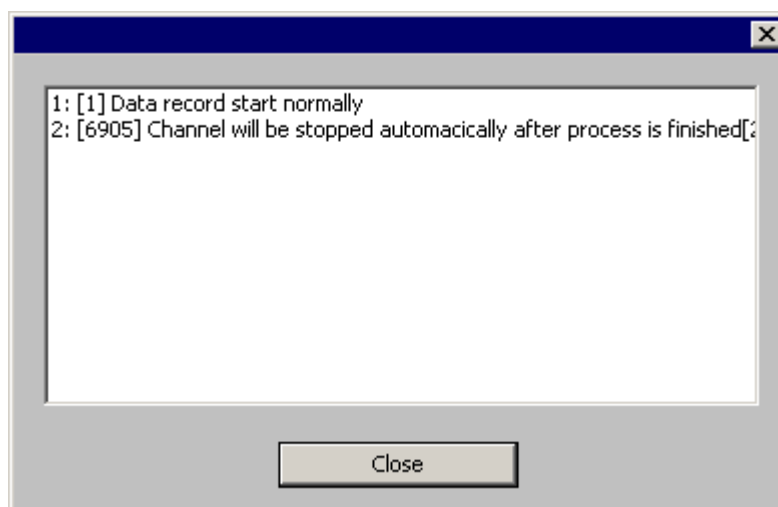 1: [1] Data record start normally
2: [6905] Channel will be stopped automacically after process is finished[2
Close